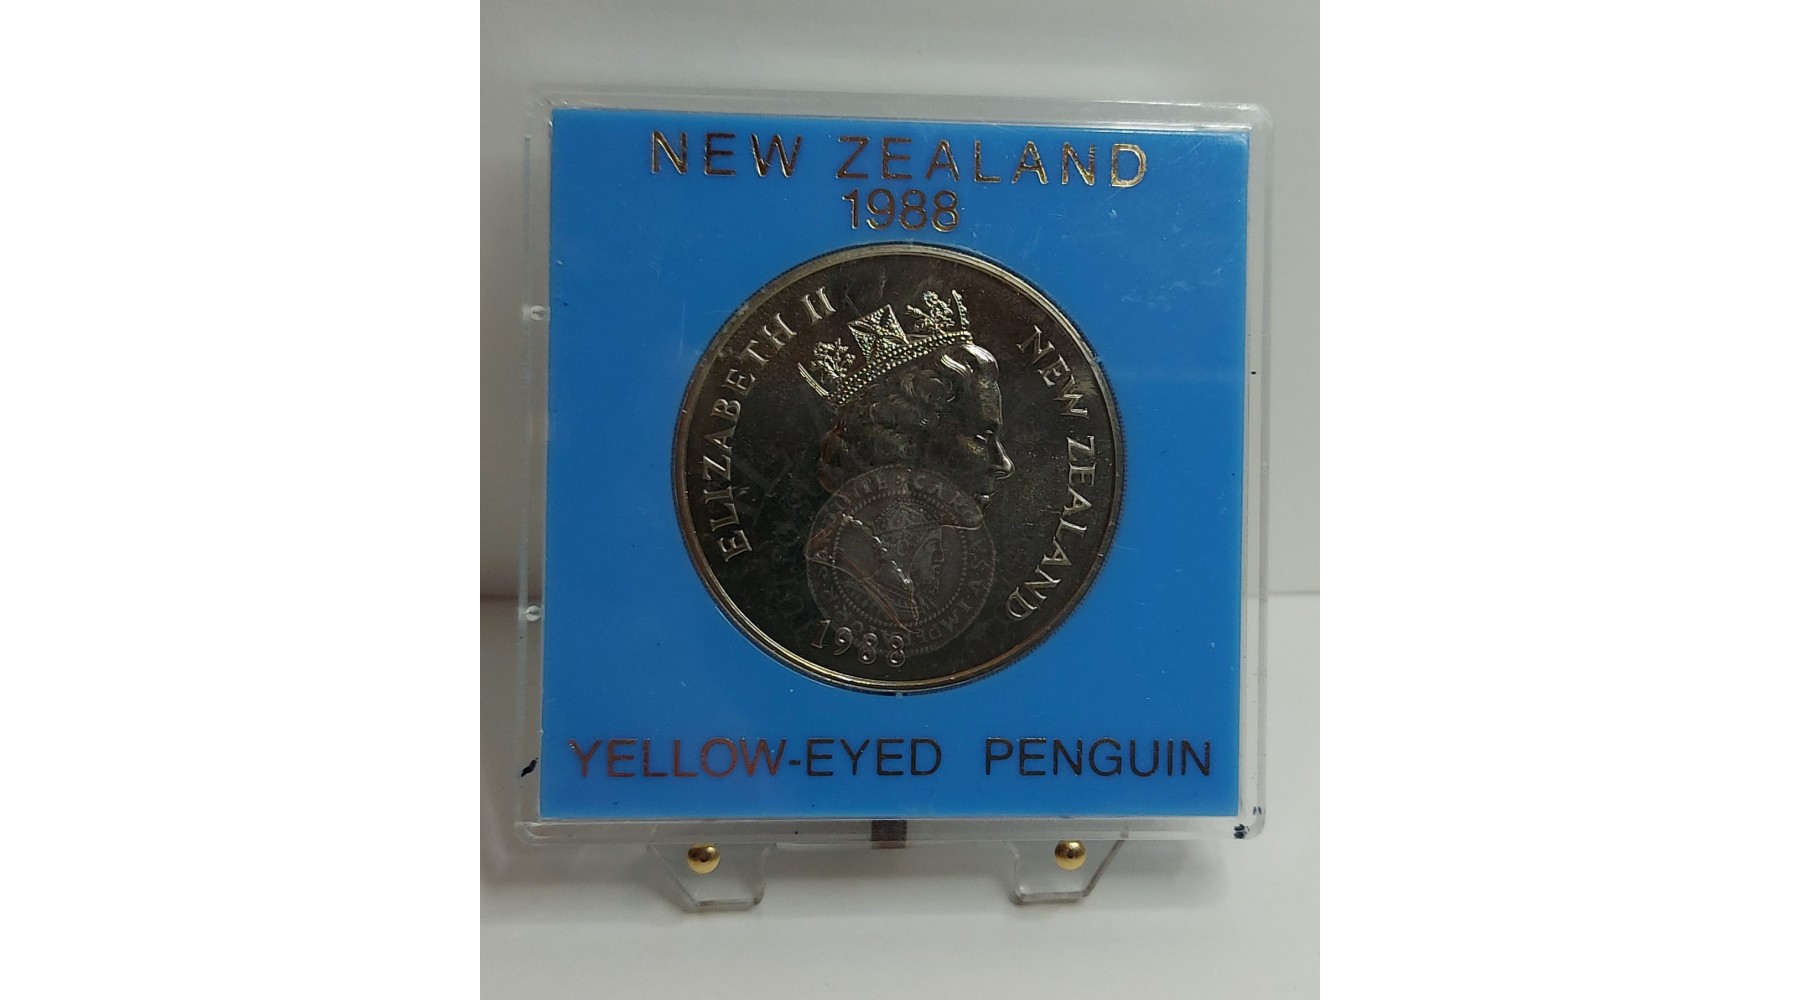 NEW ZEALAND
1988
ELIZABETH II
NEW ZEALAND
1988
YELLOW-EYED PENGUIN